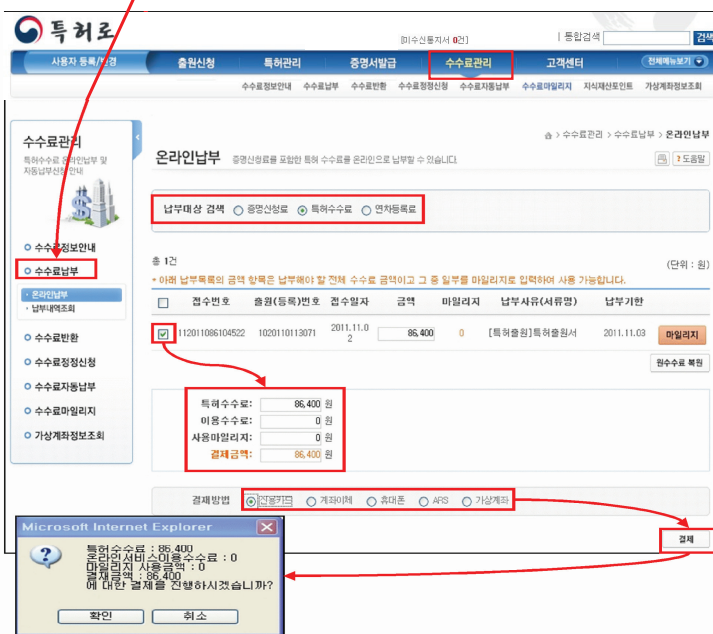 특허로
[미수신통지서 0건]
통합검색
검색
사용자 등록/변경
출원신청 특허관리 증명서발급 수수료관리 고객센터
전체메뉴보기
수수료정보안내 수수료납부 수수료반환 수수료정정신청 수수료자동납부 수수료마일리지 지식재산포인트 가상계좌정보조회
수수료관리
특허수수료 온라인납부 및
자동납부신청 안내
수수료정보안내
수수료납부
온라인납부
납부내역조회
수수료반환
수수료정정신청
수수료자동납부
수수료마일리지
가상계좌정보조회
> 수수료관리 > 수수료납부 > 온라인납부
온라인납부 증명신청료를 포함한 특허 수수료를 온라인으로 납부할 수 있습니다.
? 도움말
납부대상 검색 증명신청료 특허수수료 연차등록료
총 1건
(단위 : 원)
* 아래 납부목록의 금액 항목은 납부해야 할 전체 수수료 금액이고 그 중 일부를 마일리지로 입력하여 사용 가능합니다.
접수번호 출원(등록)번호 접수일자 금액 마일리지 납부사유(서류명) 납부기한
112011086104522 1020110113071 2011.11.0
2 86,400 0 [특허출원]특허출원서 2011.11.03 마일리지
원수수료 복원
특허수수료: 86,400 원
이용수수료: 0 원
사용마일리지: 0 원
결제금액: 86,400 원
결제방법 신용카드 계좌이체 휴대폰 ARS 가상계좌
결제
Microsoft Internet Explorer
특허수수료 : 86,400
온라인서비스이용수수료 : 0
마일리지 사용금액 : 0
결제금액 : 86,400
에 대한 결제를 진행하시겠습니까?
확인 취소